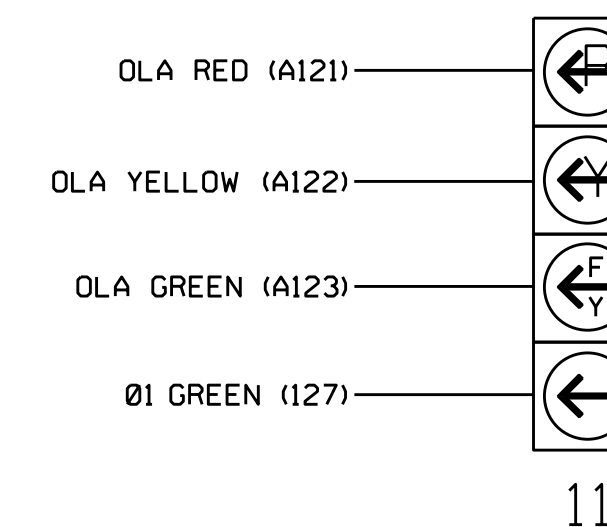 OLA RED (A121)
R
OLA YELLOW (A122)
Y
OLA GREEN (A123)
F
Y
Ø1 GREEN (127)
11